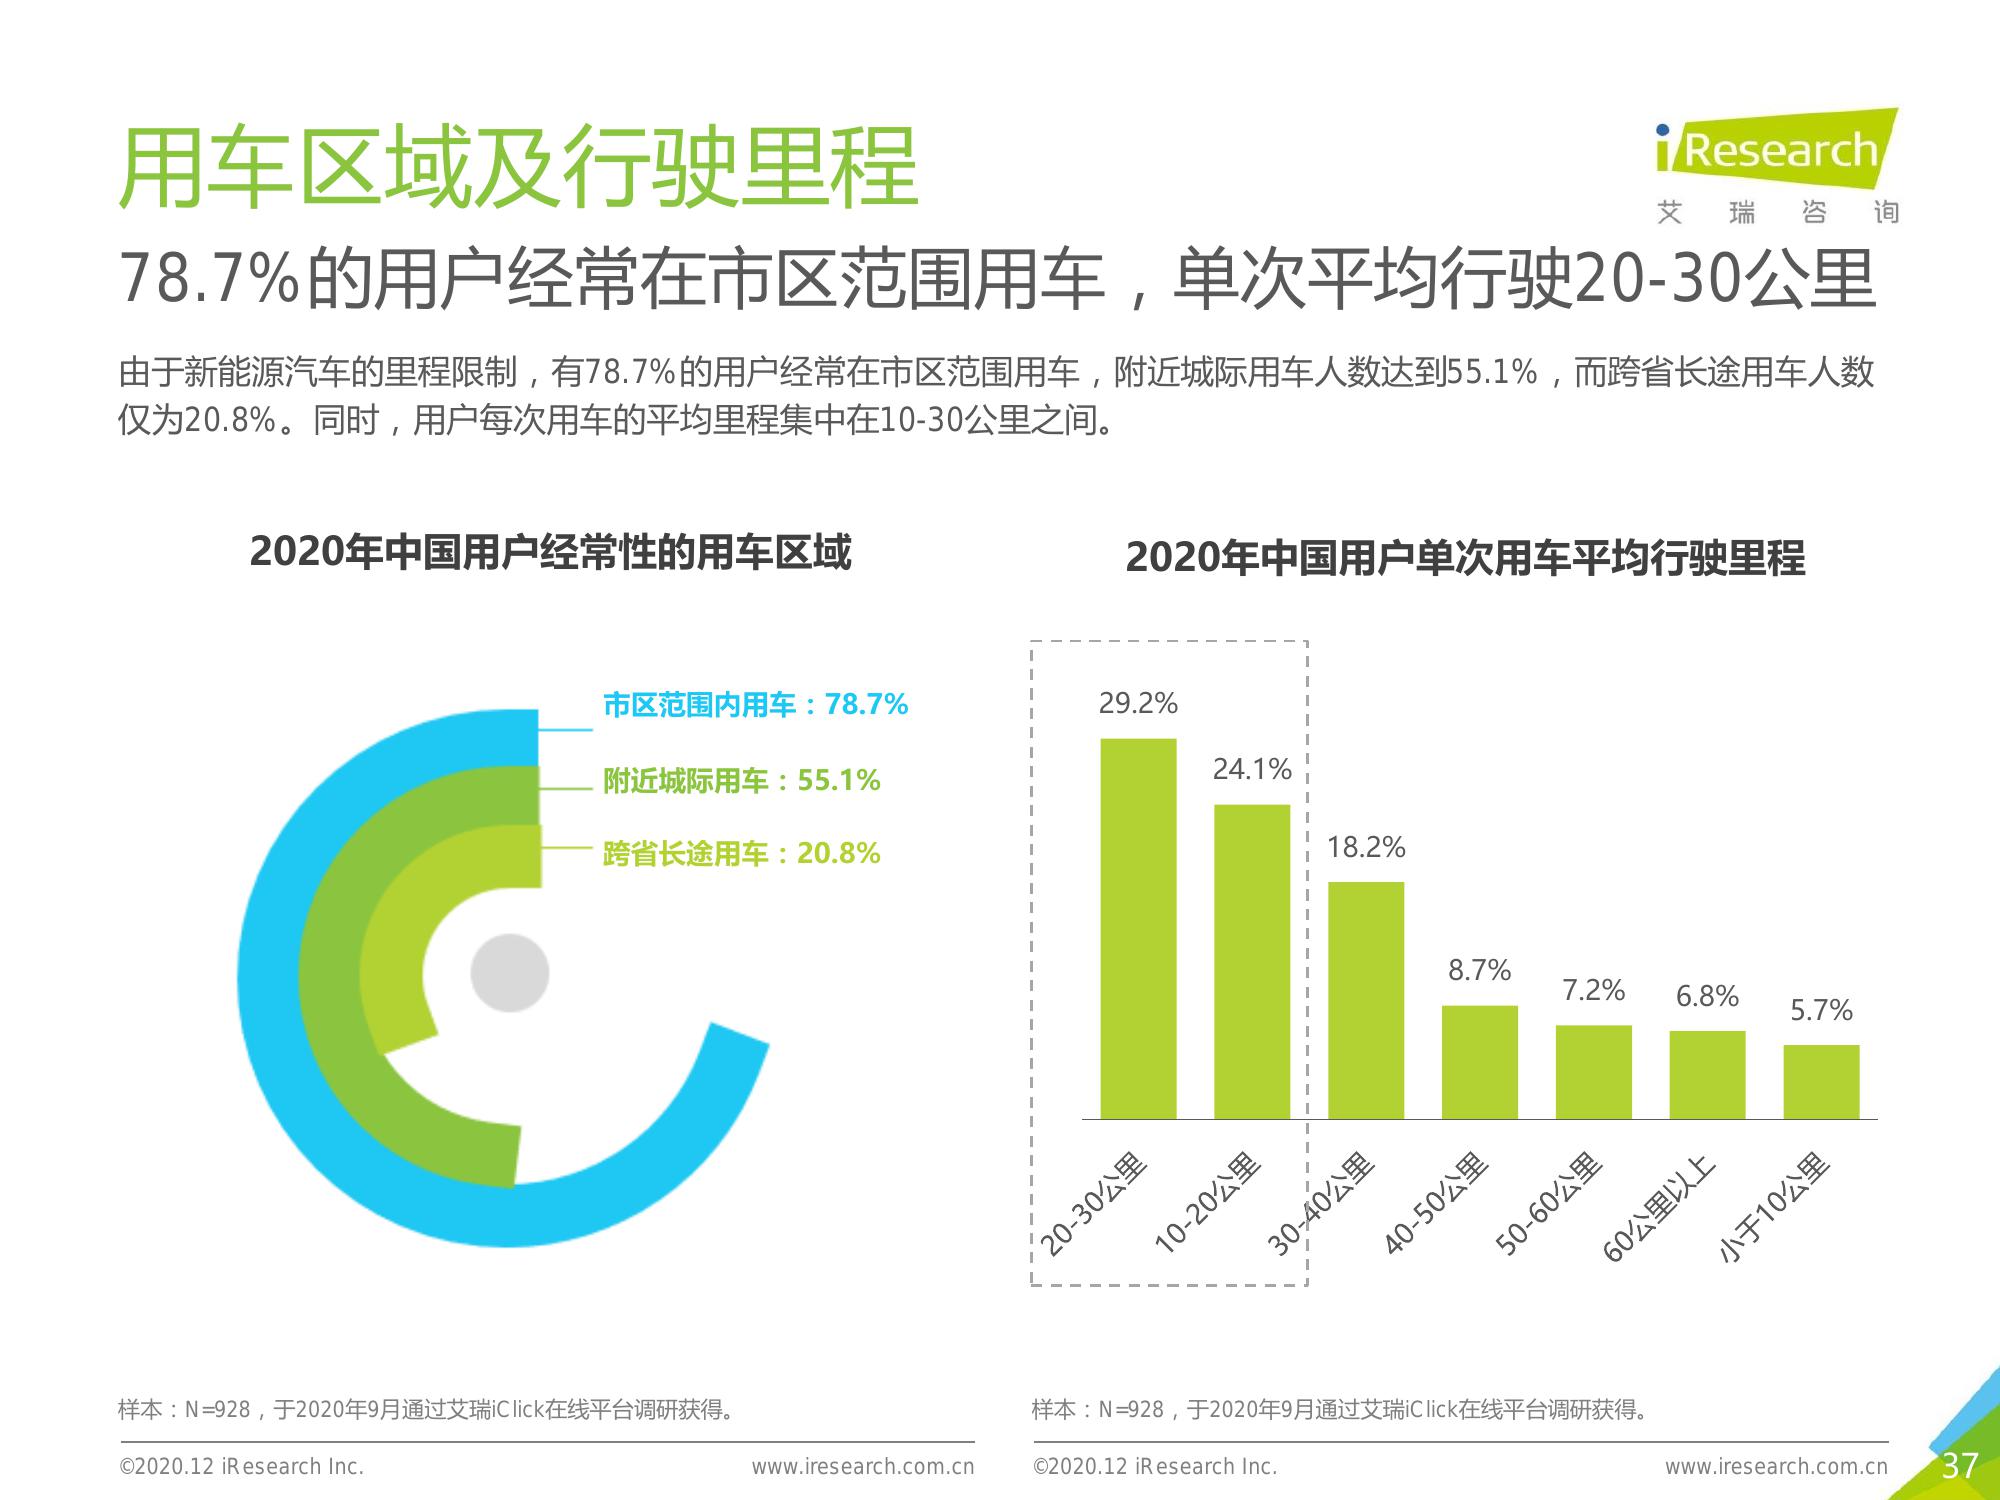 用车区域及行驶里程
iResearch
艾瑞咨询
78.7%的用户经常在市区范围用车，单次平均行驶20-30公里
由于新能源汽车的里程限制，有78.7%的用户经常在市区范围用车，附近城际用车人数达到55.1%，而跨省长途用车人数
仅为20.8%。同时，用户每次用车的平均里程集中在10-30公里之间。
2020年中国用户经常性的用车区域
市区范围内用车：78.7%
附近城际用车：55.1%
跨省长途用车：20.8%
2020年中国用户单次用车平均行驶里程
29.2%
24.1%
18.2%
8.7%
7.2%
6.8%
5.7%
20-30公里
10-20公里
30-40公里
40-50公里
50-60公里
60公里以上
小于10公里
样本：N=928，于2020年9月通过艾瑞iClick在线平台调研获得。
样本：N=928，于2020年9月通过艾瑞iClick在线平台调研获得。
©2020.12 iResearch Inc.
www.iresearch.com.cn
©2020.12 iResearch Inc.
www.iresearch.com.cn
37